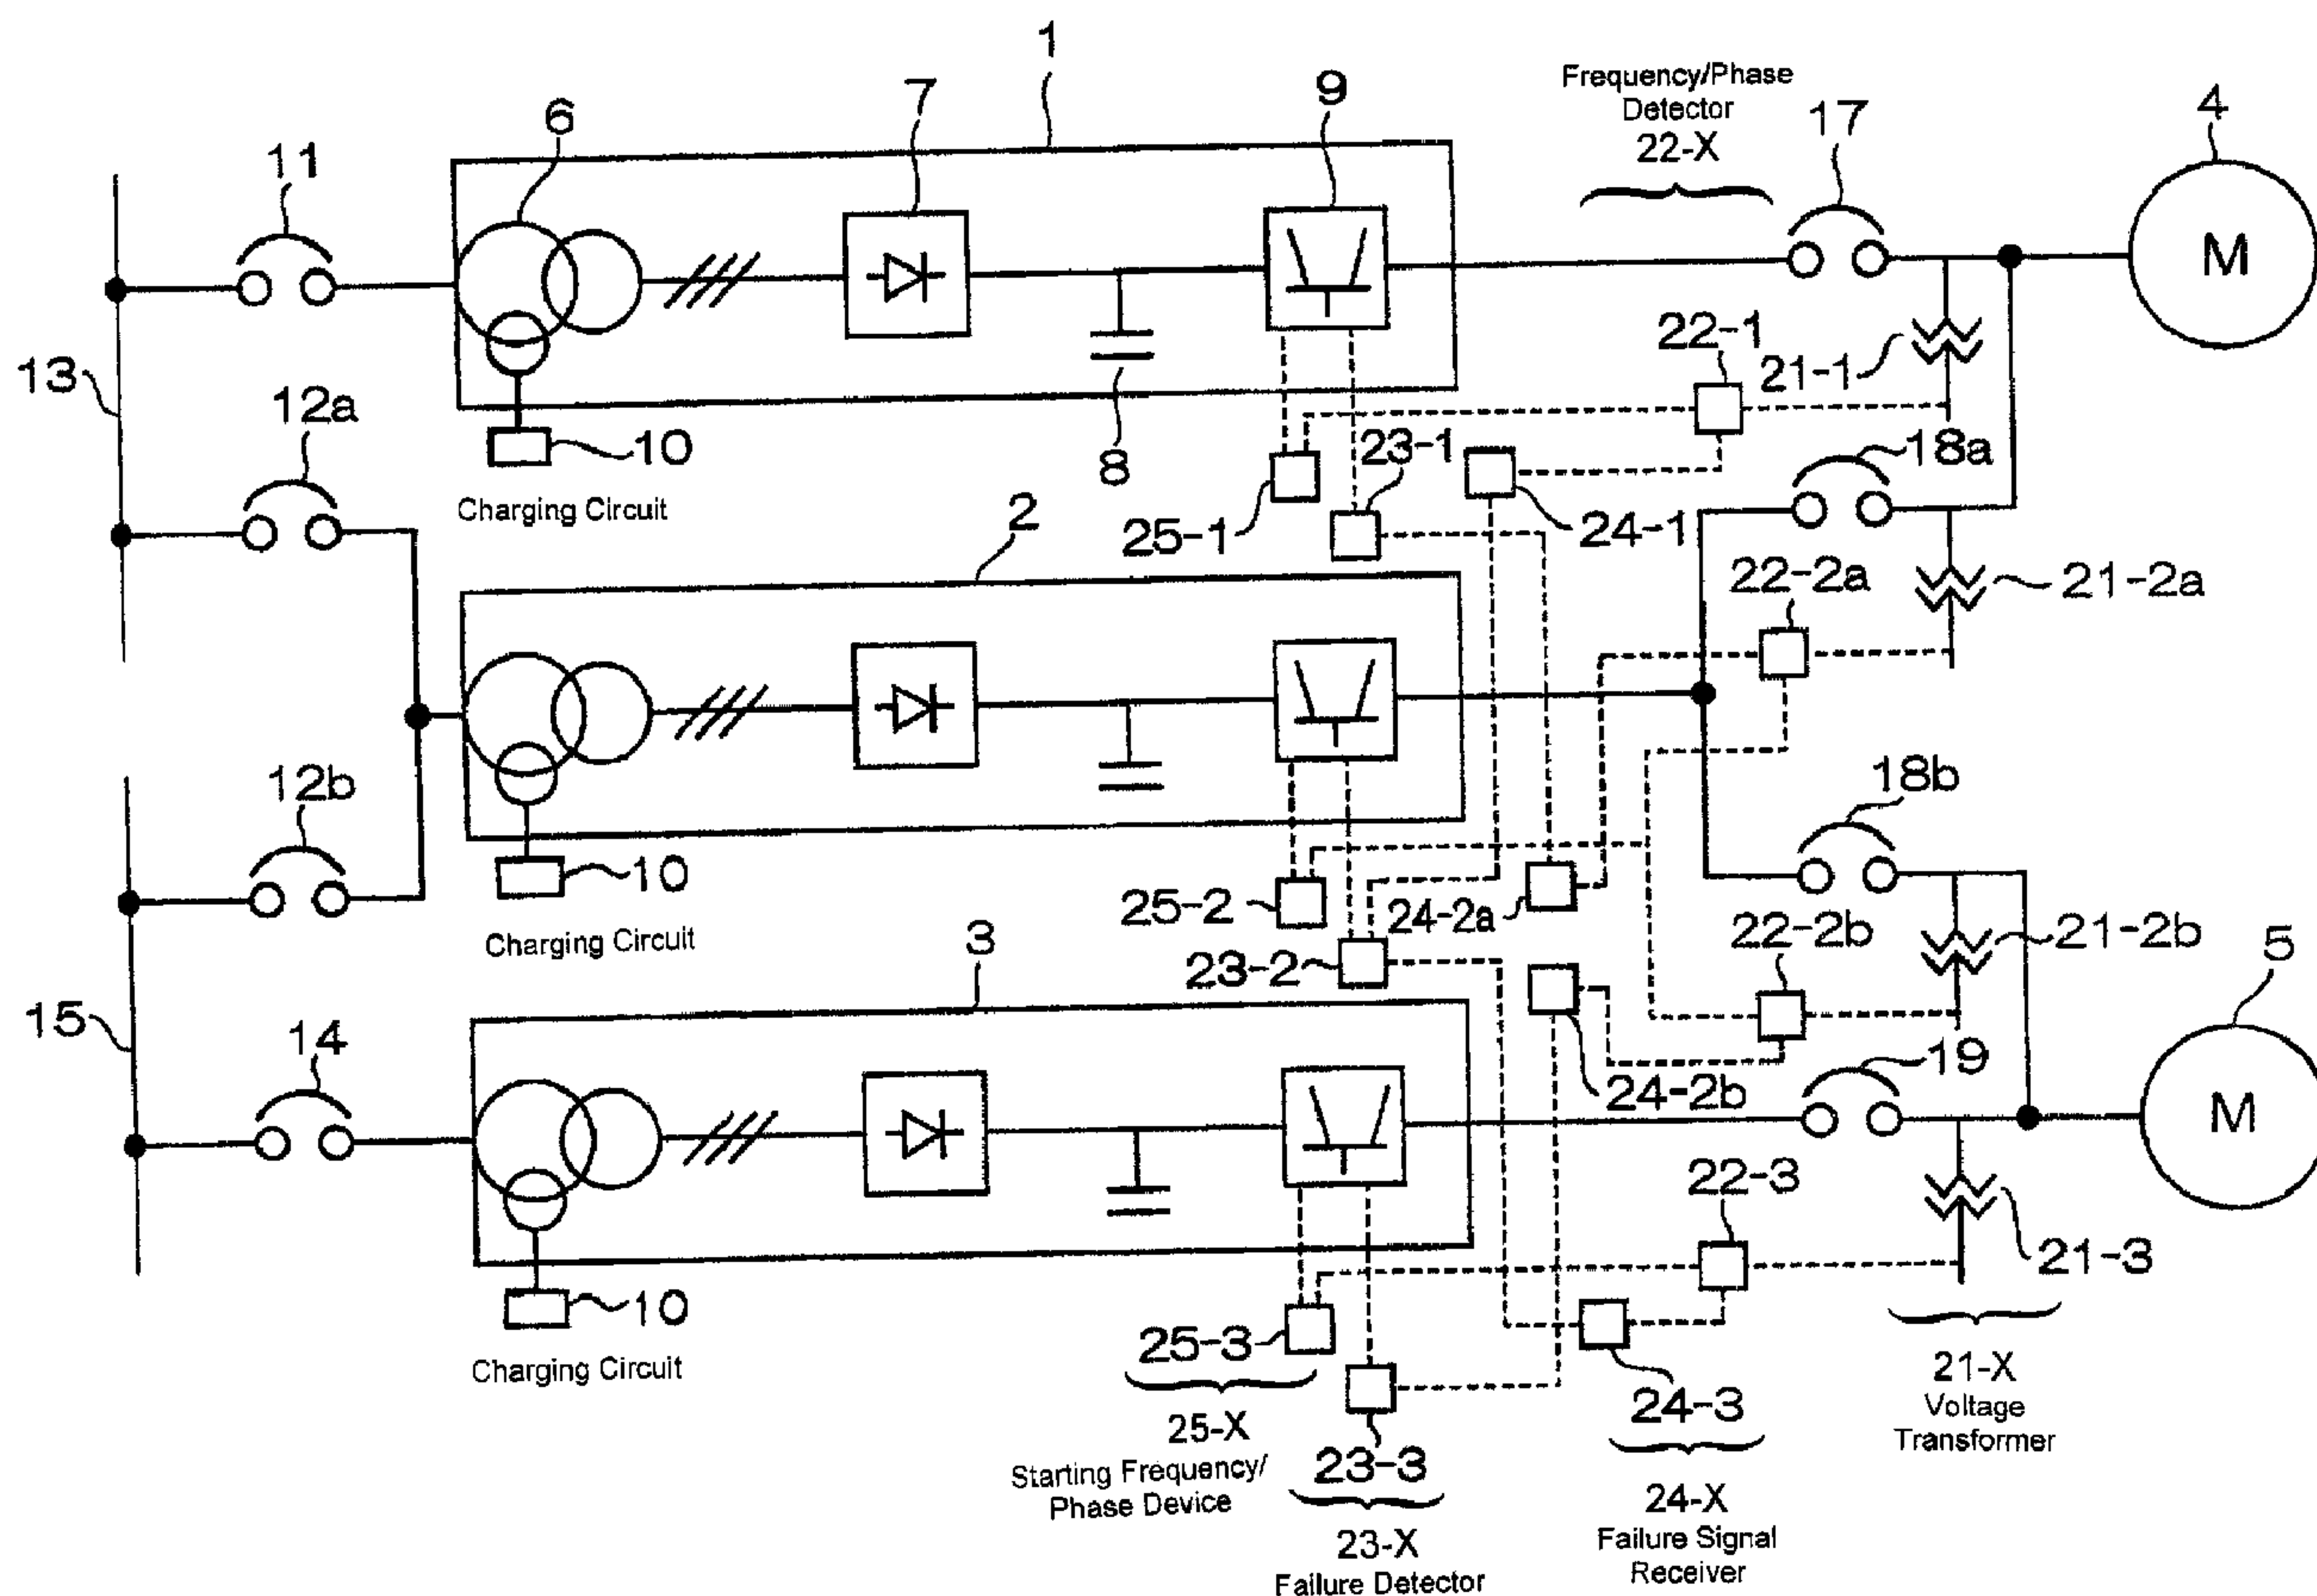 1
Frequency/Phase
Detector
22-X
17
4
11
6
7
9
M
13
12a
10
Charging Circuit
8
22-1
21-1
23-1
25-1
24-1
18a
2
22-2a
21-2a
12b
10
Charging Circuit
18b
25-2
24-2a
22-2b
21-2b
23-2
5
3
15
14
24-2b
19
M
10
Charging Circuit
22-3
21-3
25-3
24-3
21-X
Voltage
Transformer
25-X
Starting Frequency/
Phase Device
23-3
24-X
Failure Signal
Receiver
23-X
Failure Detector